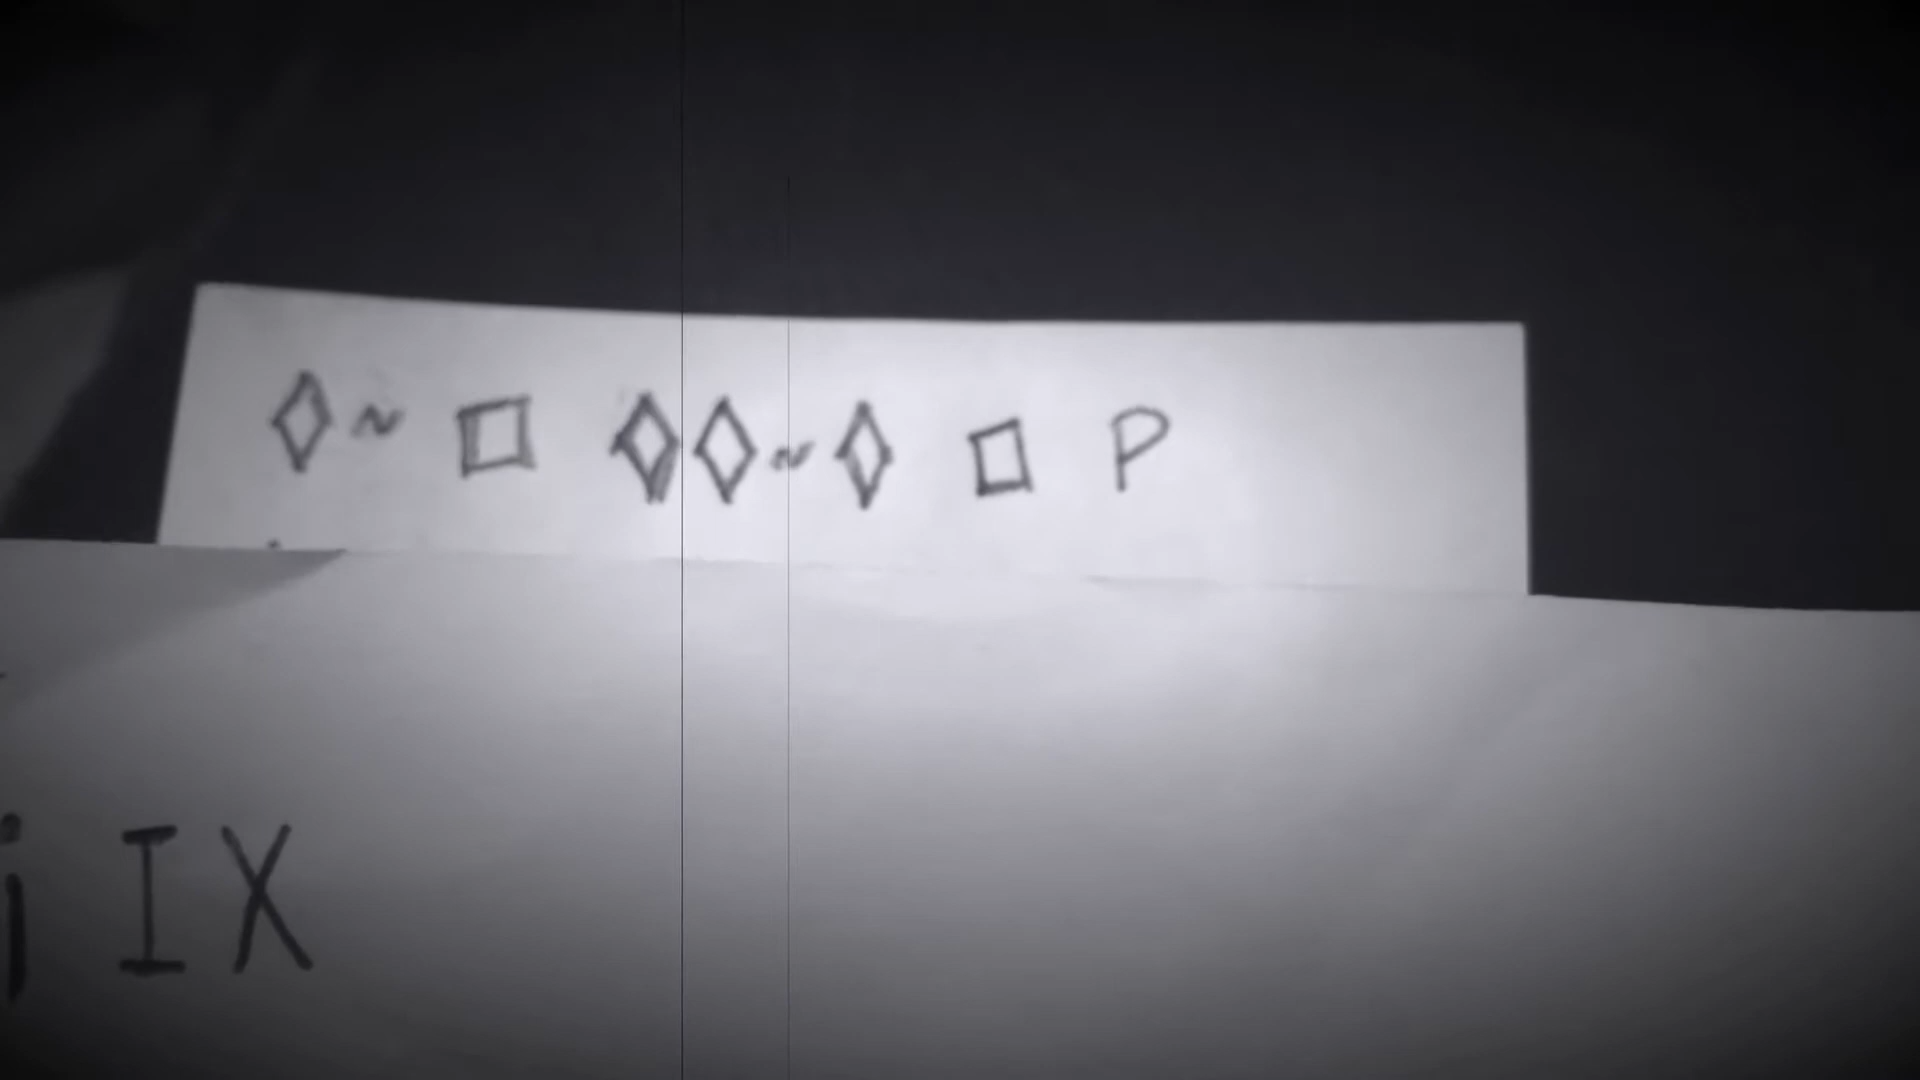 ◇~ □ ◇◇~◇ □ P
j IX